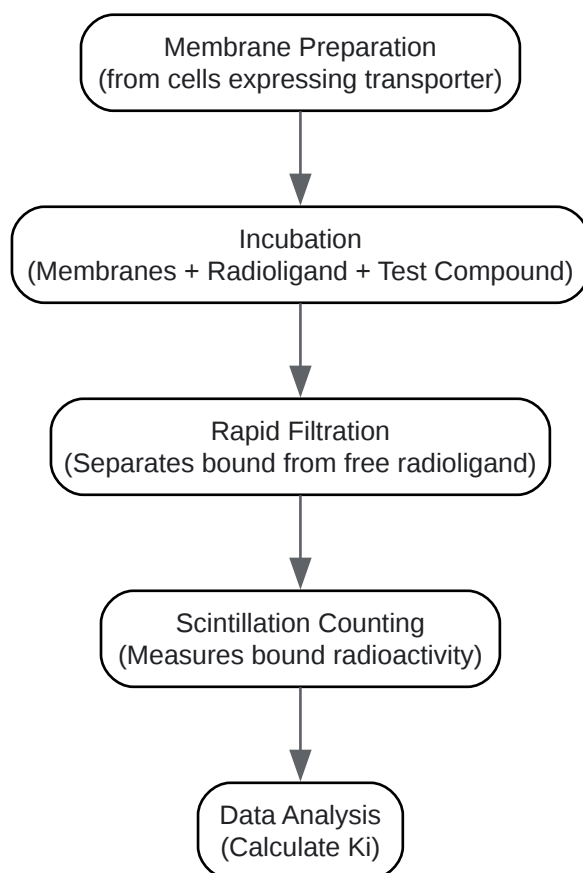 Membrane Preparation
(from cells expressing transporter)
Incubation
(Membranes + Radioligand + Test Compound)
Rapid Filtration
(Separates bound from free radioligand)
Scintillation Counting
(Measures bound radioactivity)
Data Analysis
(Calculate Ki)